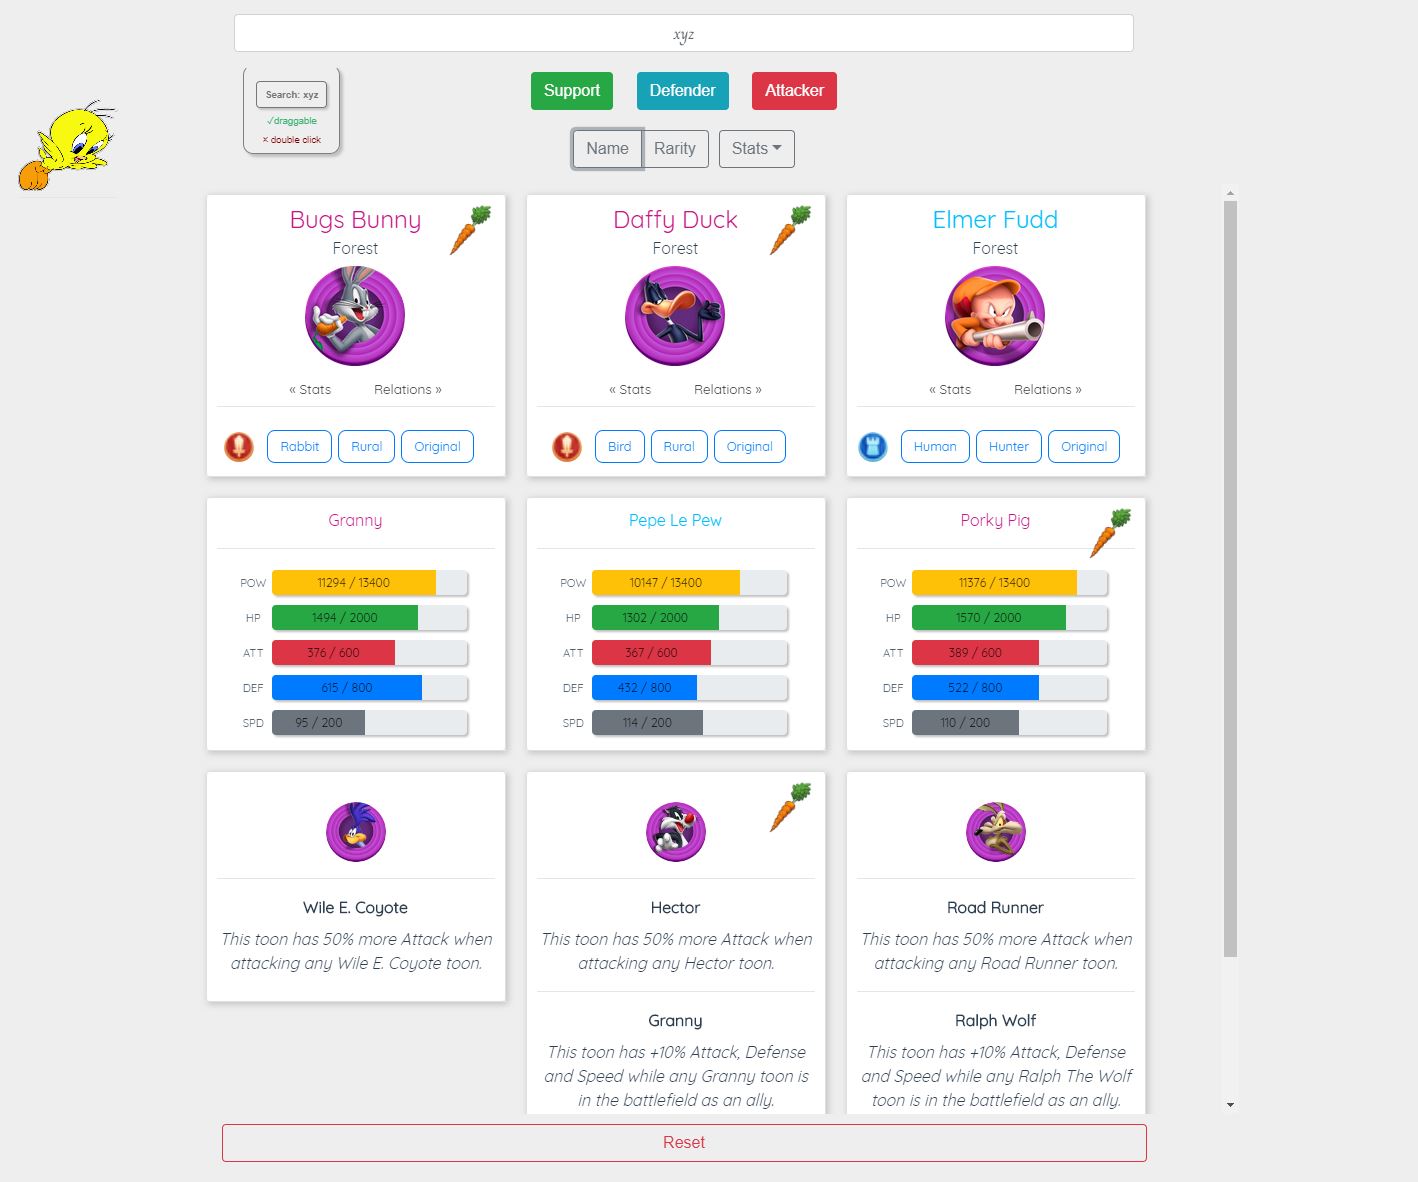 xyz
Search: xyz
✓draggable
× double click
Support
Defender
Attacker
Name
Rarity
Stats
Bugs Bunny
Forest
« Stats
Relations »
Rabbit
Rural
Original
Daffy Duck
Forest
« Stats
Relations »
Bird
Rural
Original
Elmer Fudd
Forest
« Stats
Relations »
Human
Hunter
Original
Granny
POW 11294 / 13400
HP 1494 / 2000
ATT 376 / 600
DEF 615 / 800
SPD 95 / 200
Pepe Le Pew
POW 10147 / 13400
HP 1302 / 2000
ATT 367 / 600
DEF 432 / 800
SPD 114 / 200
Porky Pig
POW 11376 / 13400
HP 1570 / 2000
ATT 389 / 600
DEF 522 / 800
SPD 110 / 200
Wile E. Coyote
This toon has 50% more Attack when
attacking any Wile E. Coyote toon.
Hector
This toon has 50% more Attack when
attacking any Hector toon.
Granny
This toon has +10% Attack, Defense
and Speed while any Granny toon is
in the battlefield as an ally.
Road Runner
This toon has 50% more Attack when
attacking any Road Runner toon.
Ralph Wolf
This toon has +10% Attack, Defense
and Speed while any Ralph The Wolf
toon is in the battlefield as an ally.
Reset